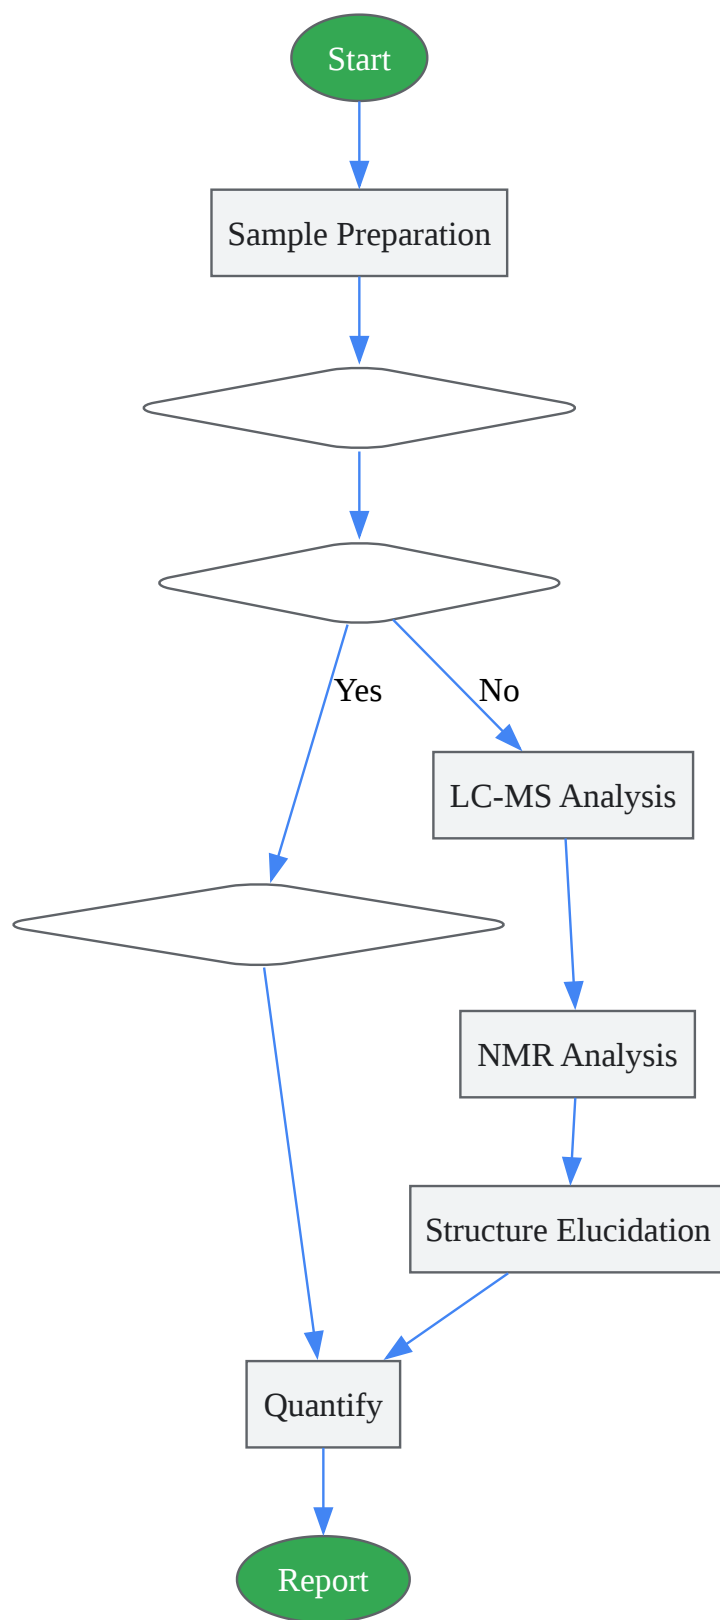 Start
Sample Preparation
Yes
No
LC-MS Analysis
NMR Analysis
Structure Elucidation
Quantify
Report